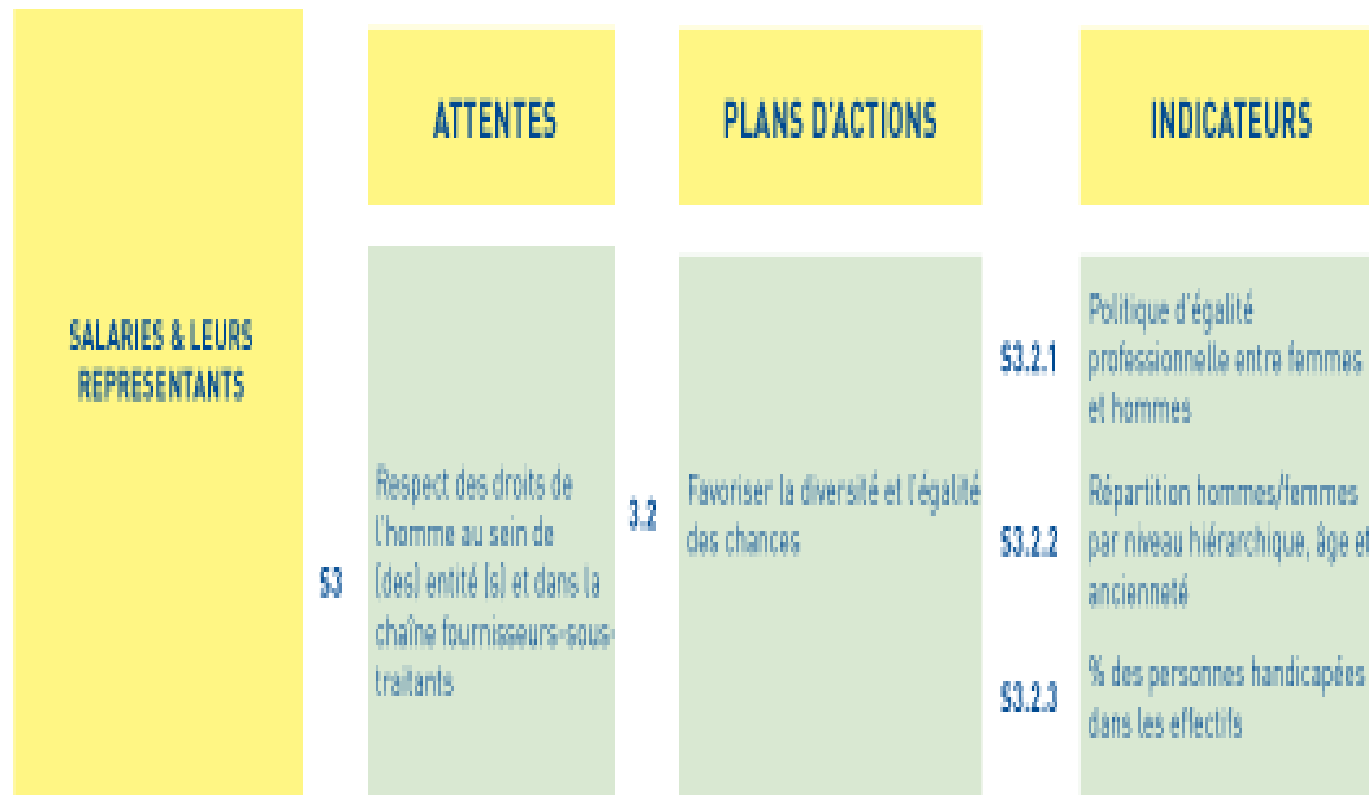 ATTENTES
PLANS D'ACTIONS
INDICATEURS
SALARIES & LEURS
REPRESENTANTS
S3
Respect des droits de
l'homme au sein de
(des) entité (s) et dans la
chaîne fournisseurs-sous-
traitants
3.2
Favoriser la diversité et l'égalité
des chances
S3.2.1
Politique d'égalité
professionnelle entre femmes
et hommes
S3.2.2
Répartition hommes/femmes
par niveau hiérarchique, âge et
ancienneté
S3.2.3
% des personnes handicapées
dans les effectifs